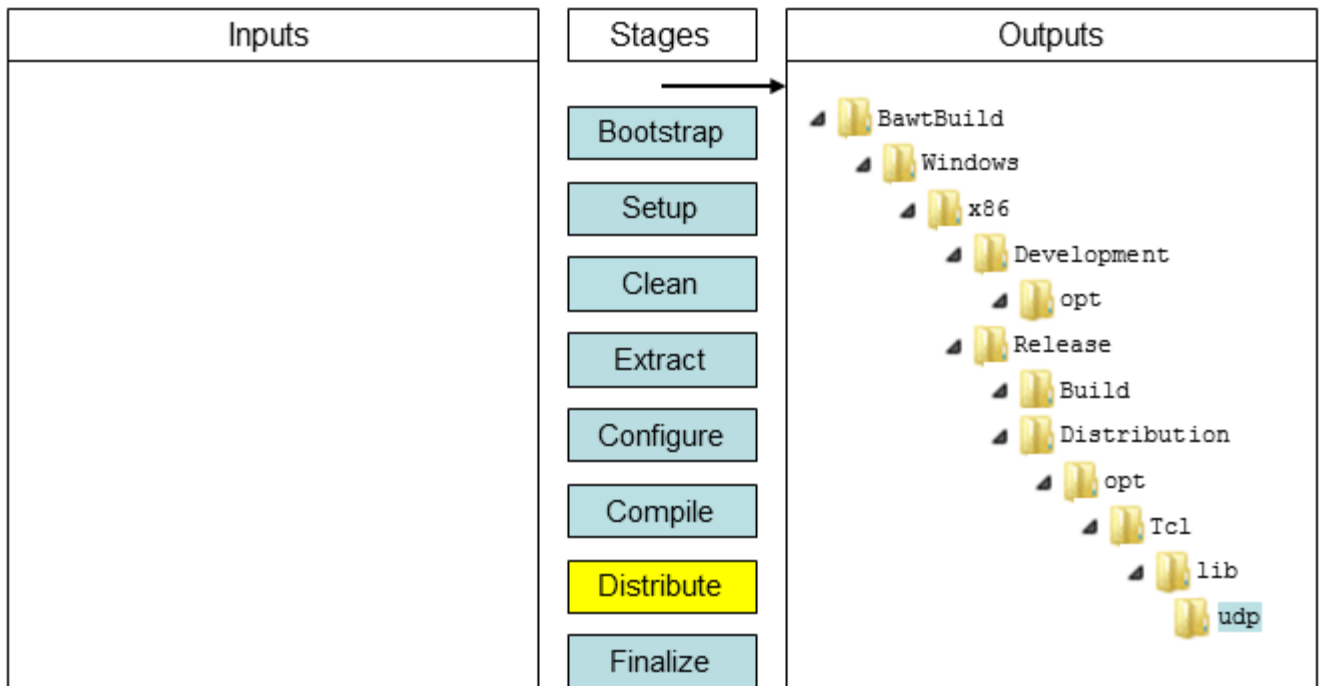 Inputs
Stages
Outputs
Bootstrap
Setup
Clean
Extract
Configure
Compile
Distribute
Finalize
BawtBuild
Windows
x86
Development
opt
Release
Build
Distribution
opt
Tcl
lib
udp